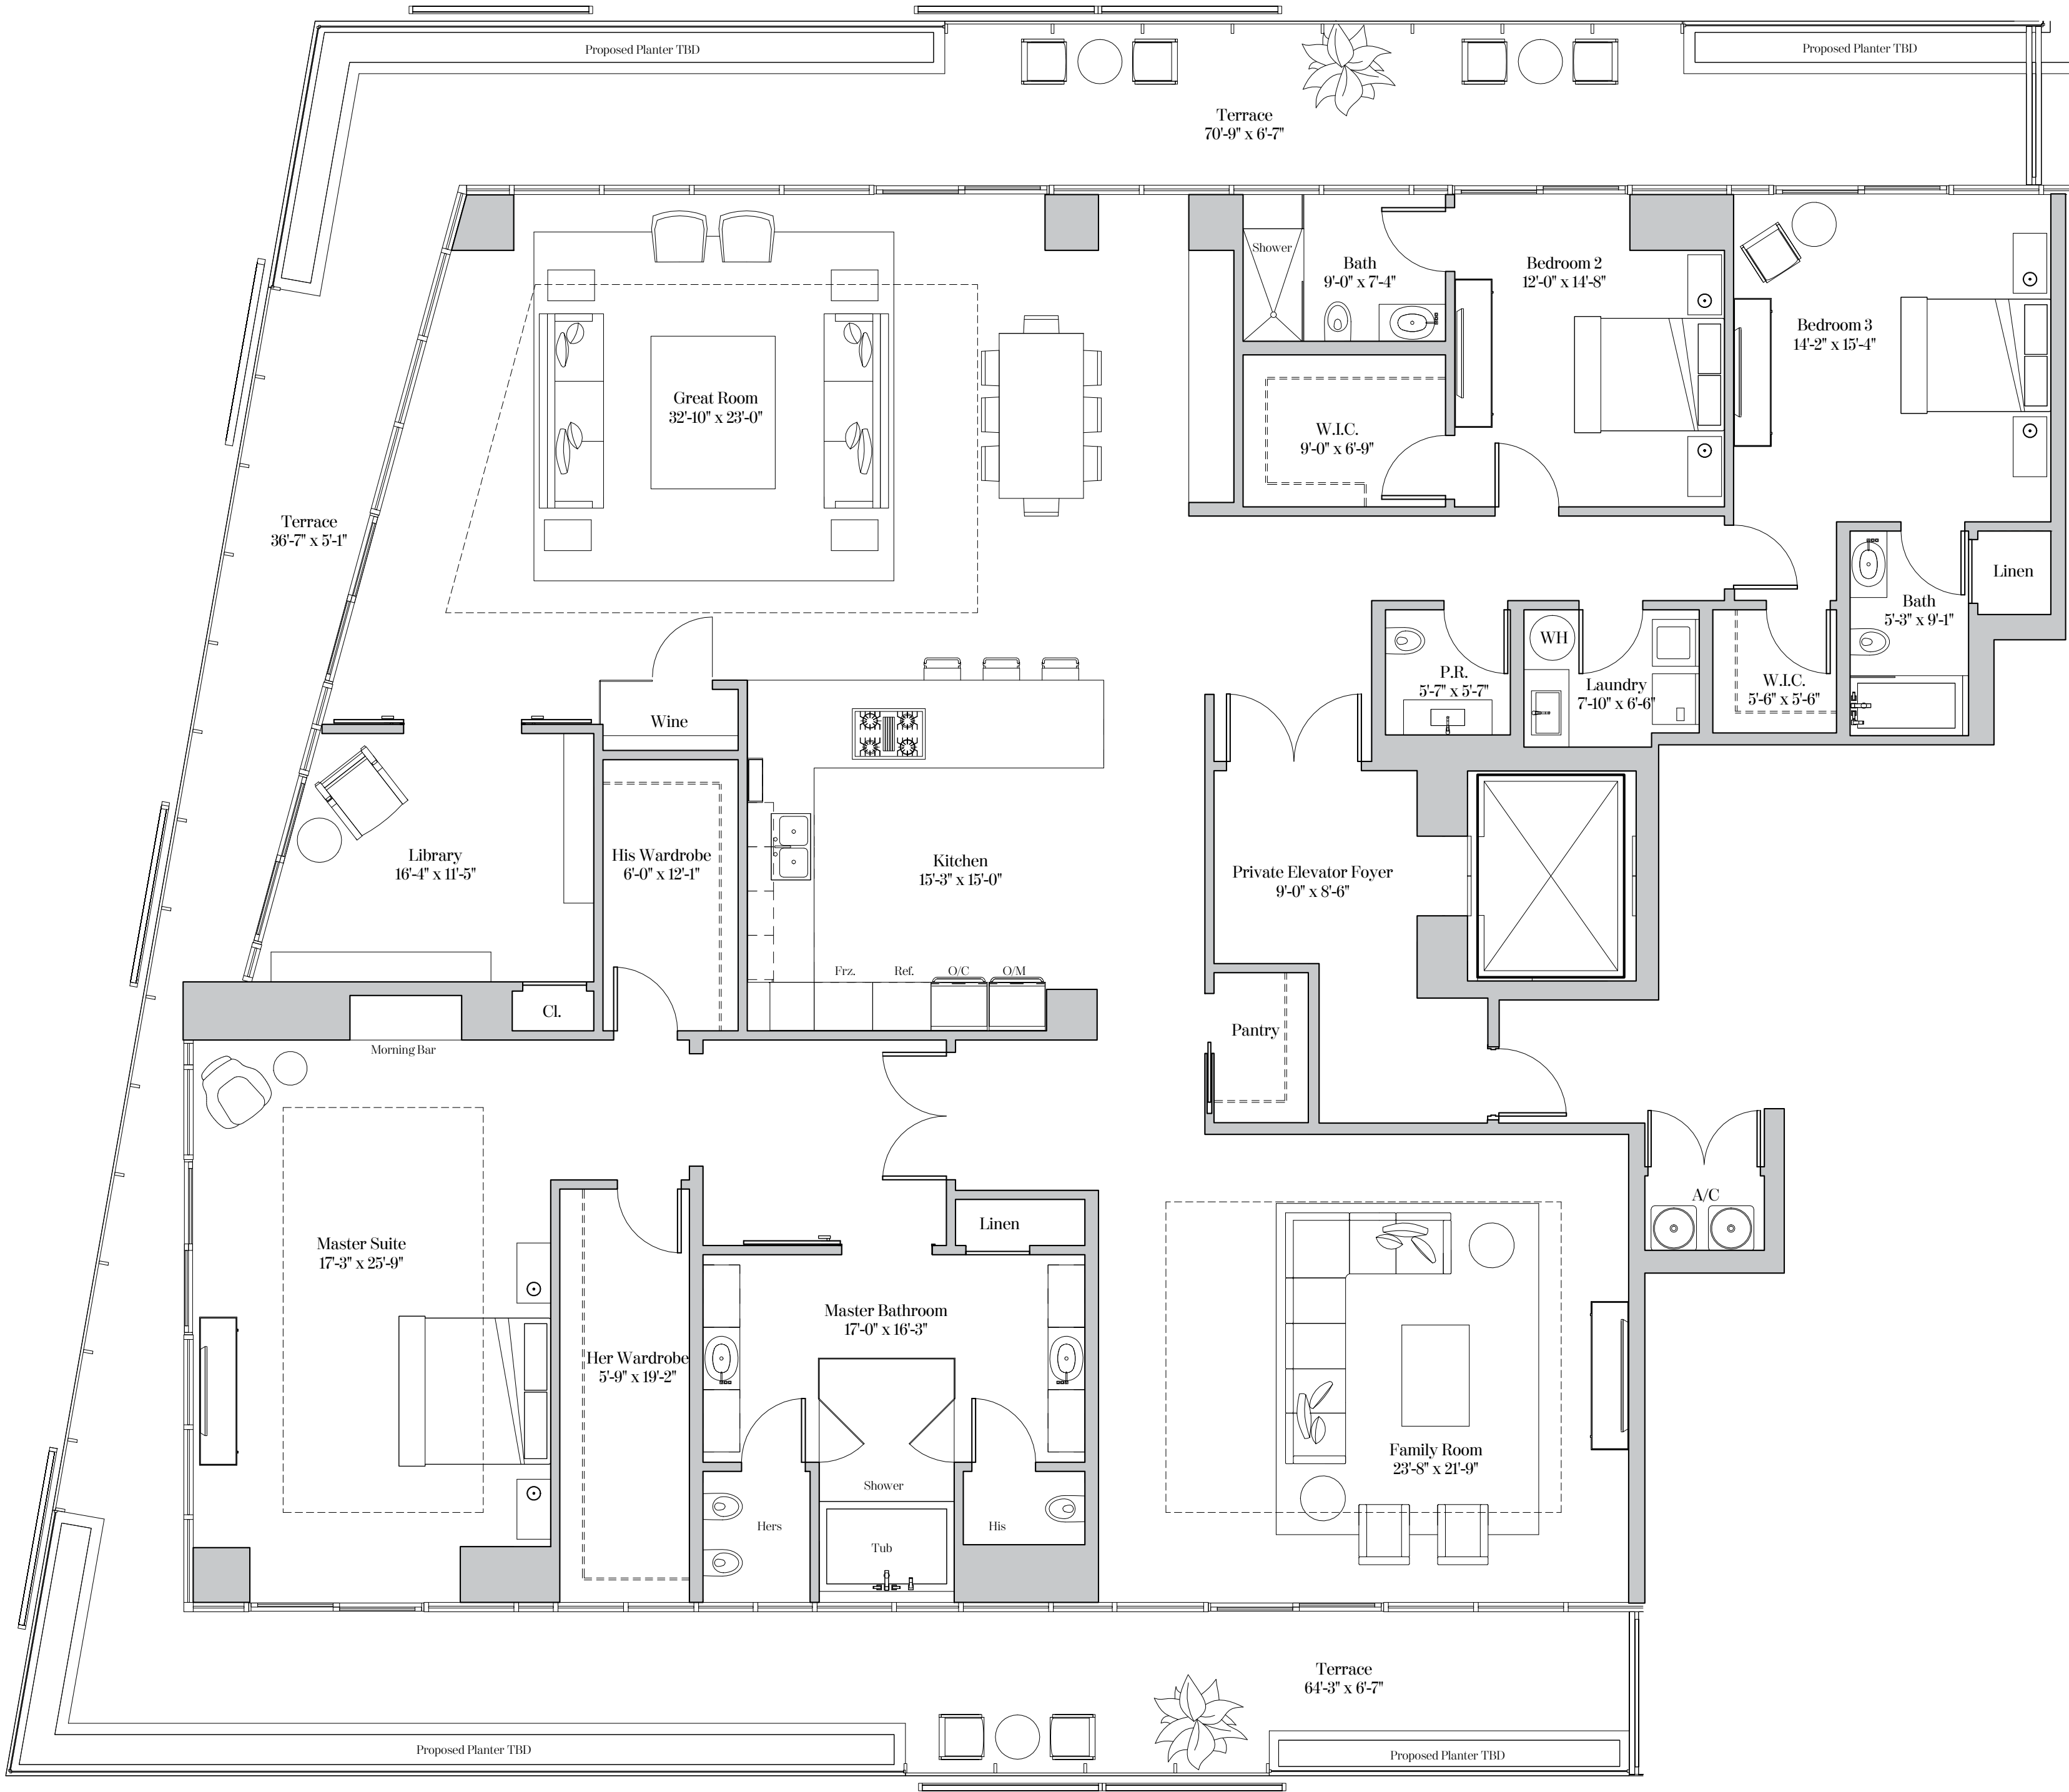 Proposed Planter TBD
Proposed Planter TBD
Terrace
70'-9" x 6'-7"
Shower
Bath
9'-0" x 7'-4"
Bedroom 2
12'-0" x 14'-8"
Bedroom 3
14'-2" x 15'-4"
Great Room
32'-10" x 23'-0"
W.I.C.
9'-0" x 6'-9"
Terrace
36'-7" x 5'-1"
Linen
Bath
5'-3" x 9'-1"
WH
P.R.
5'-7" x 5'-7"
Laundry
7'-10" x 6'-6"
W.I.C.
5'-6" x 5'-6"
Wine
Library
16'-4" x 11'-5"
His Wardrobe
6'-0" x 12'-1"
Kitchen
15'-3" x 15'-0"
Private Elevator Foyer
9'-0" x 8'-6"
Frz.
Ref.
O/C
O/M
Cl.
Pantry
Morning Bar
A/C
Linen
Master Suite
17'-3" x 25'-9"
Master Bathroom
17'-0" x 16'-3"
Her Wardrobe
5'-9" x 19'-2"
Family Room
23'-8" x 21'-9"
Shower
Hers
His
Tub
Terrace
64'-3" x 6'-7"
Proposed Planter TBD
Proposed Planter TBD